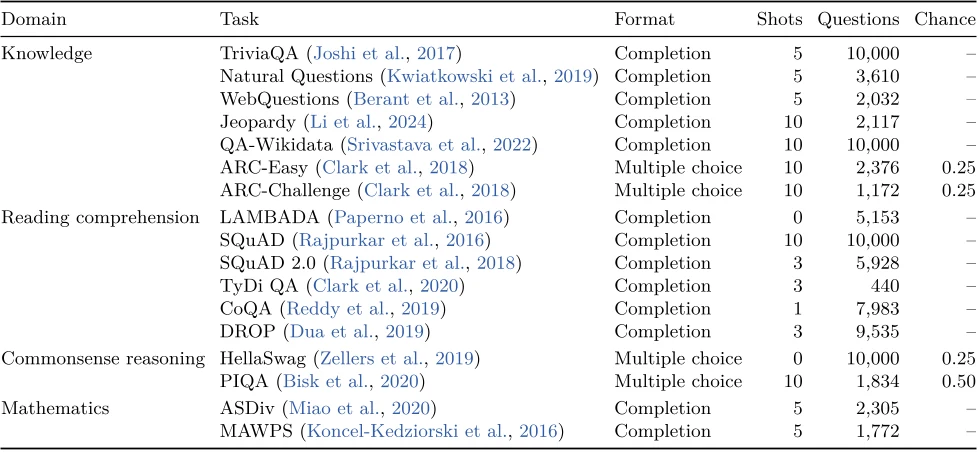 Domain Task Format Shots Questions Chance
Knowledge TriviaQA (Joshi et al., 2017) Completion 5 10,000 –
Natural Questions (Kwiatkowski et al., 2019) Completion 5 3,610 –
WebQuestions (Berant et al., 2013) Completion 5 2,032 –
Jeopardy (Li et al., 2024) Completion 10 2,117 –
QA-Wikidata (Srivastava et al., 2022) Completion 10 10,000 –
ARC-Easy (Clark et al., 2018) Multiple choice 10 2,376 0.25
ARC-Challenge (Clark et al., 2018) Multiple choice 10 1,172 0.25
Reading comprehension LAMBADA (Paperno et al., 2016) Completion 0 5,153 –
SQuAD (Rajpurkar et al., 2016) Completion 10 10,000 –
SQuAD 2.0 (Rajpurkar et al., 2018) Completion 3 5,928 –
TyDi QA (Clark et al., 2020) Completion 3 440 –
CoQA (Reddy et al., 2019) Completion 1 7,983 –
DROP (Dua et al., 2019) Completion 3 9,535 –
Commonsense reasoning HellaSwag (Zellers et al., 2019) Multiple choice 0 10,000 0.25
PIQA (Bisk et al., 2020) Multiple choice 10 1,834 0.50
Mathematics ASDiv (Miao et al., 2020) Completion 5 2,305 –
MAWPS (Koncel-Kedziorski et al., 2016) Completion 5 1,772 –